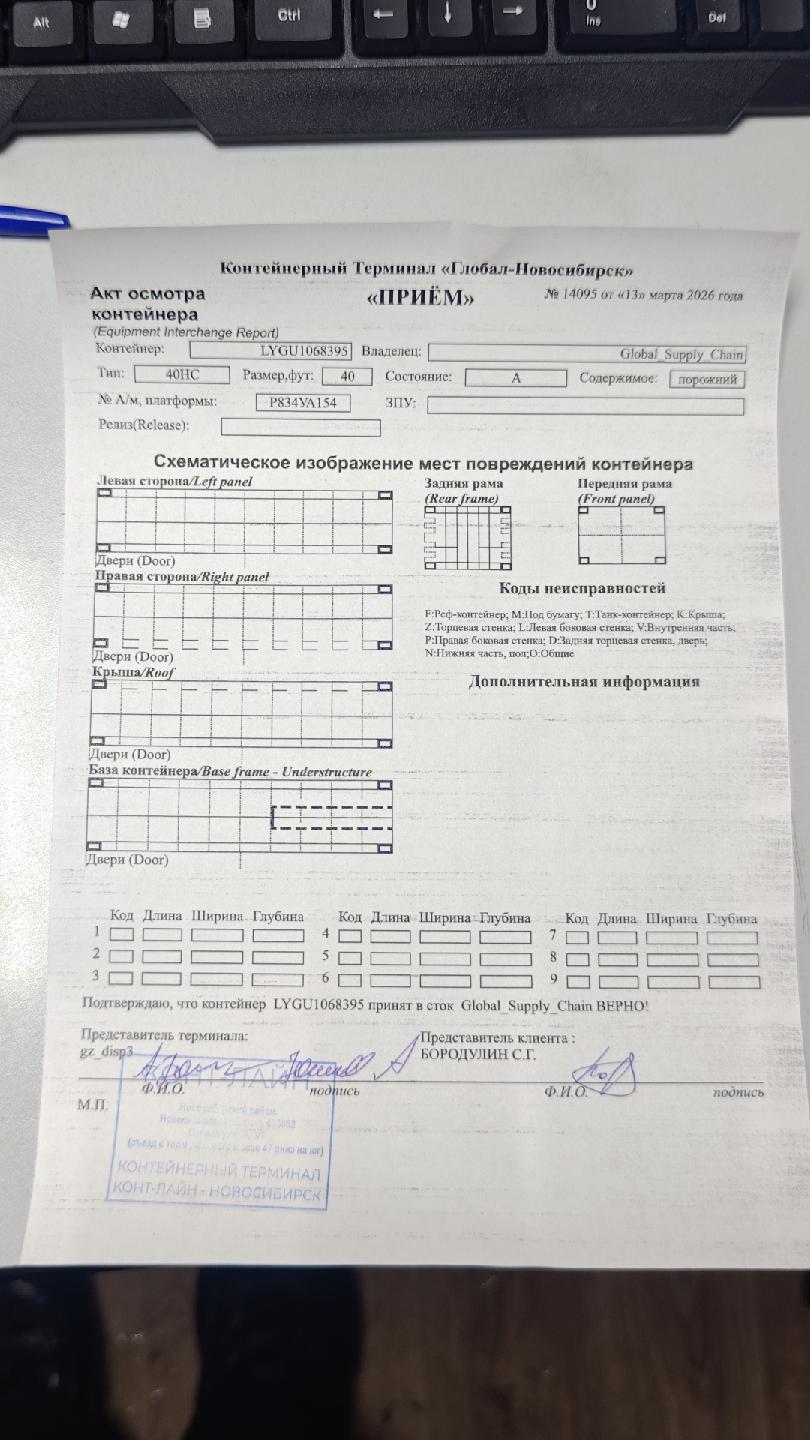 Alt
Ctrl
←
↓
→
0
Ins
Del
Контейнерный Терминал «Глобал-Новосибирск»
Акт осмотра контейнера
«ПРИЁМ»
№ 14095 от «13» марта 2026 года
(Equipment Interchange Report)
Контейнер: LYGU1068395 Владелец: Global_Supply_Chain
Тип: 40HC Размер,фут: 40 Состояние: A Содержимое: порожний
№ А/м, платформы: Р834УА154 ЗПУ:
Релиз(Release):
Схематическое изображение мест повреждений контейнера
Левая сторона/Left panel
Задняя рама (Rear frame)
Передняя рама (Front panel)
Двери (Door)
Правая сторона/Right panel
Двери (Door)
Крыша/Roof
Двери (Door)
База контейнера/Base frame - Understructure
Двери (Door)
Коды неисправностей
F:Реф-контейнер; M:Под бумагу; T:Танк-контейнер; K:Крыша;
Z:Торцевая стенка; L:Левая боковая стенка; V:Внутренняя часть;
P:Правая боковая стенка; D:Задняя торцевая стенка, дверь;
N:Нижняя часть, пол;O:Общие
Дополнительная информация
Код Длина Ширина Глубина Код Длина Ширина Глубина Код Длина Ширина Глубина
1 4 7
2 5 8
3 6 9
Подтверждаю, что контейнер LYGU1068395 принят в сток Global_Supply_Chain ВЕРНО!
Представитель терминала: Представитель клиента :
gz_disp3 БОРОДУЛИН С.Г.
Ф.И.О. подпись Ф.И.О. подпись
М.П.
КОНТ-ЛАЙН
КОНТЕЙНЕРНЫЙ ТЕРМИНАЛ
КОНТ-ЛАЙН - НОВОСИБИРСК